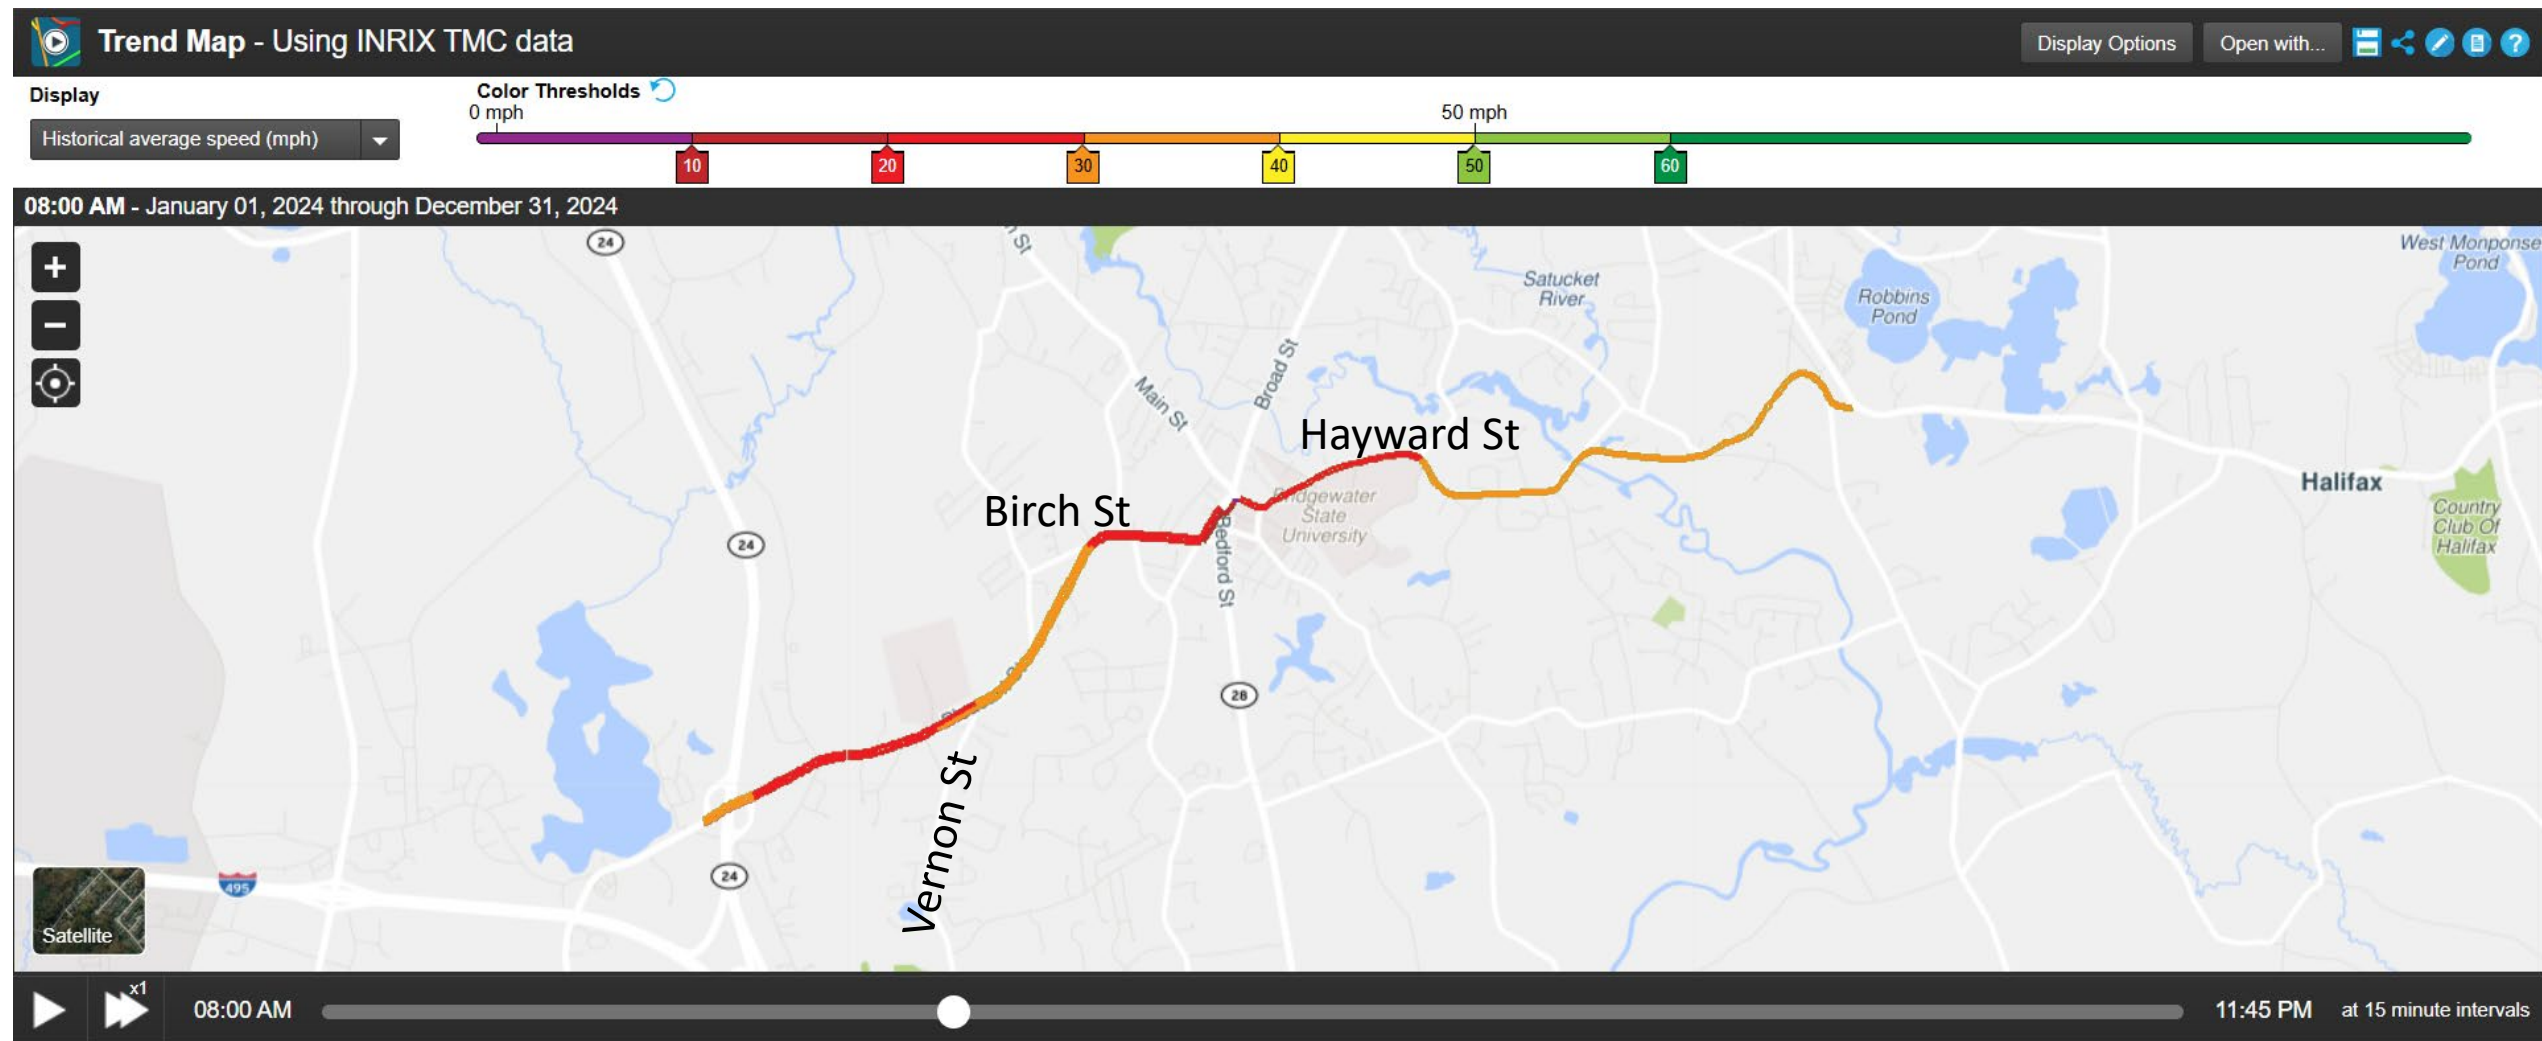 Trend Map - Using INRIX TMC data
Display Options
Open with...
Display
Color Thresholds
0 mph
50 mph
Historical average speed (mph)
10
20
30
40
50
60
08:00 AM - January 01, 2024 through December 31, 2024
24
St
West Monponse
Pond
Satucket
River
Robbins
Pond
Broad St
Main St
Hayward St
Halifax
Birch St
Bridgewater
State
University
Country
Club Of
Halifax
24
Bedford St
28
Vernon St
24
495
Satellite
x1
08:00 AM
11:45 PM
at 15 minute intervals